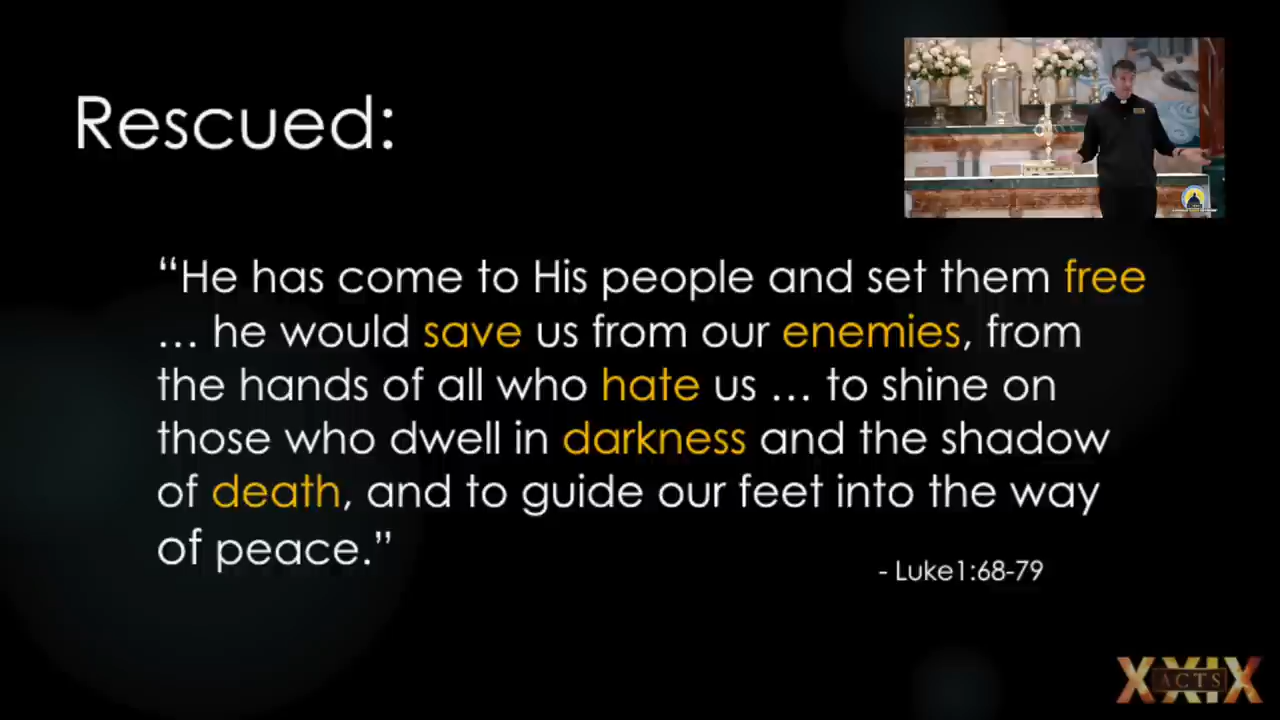 Rescued:
“He has come to His people and set them free
… he would save us from our enemies, from
the hands of all who hate us … to shine on
those who dwell in darkness and the shadow
of death, and to guide our feet into the way
of peace.”
- Luke1:68-79
XXIX
ACTS